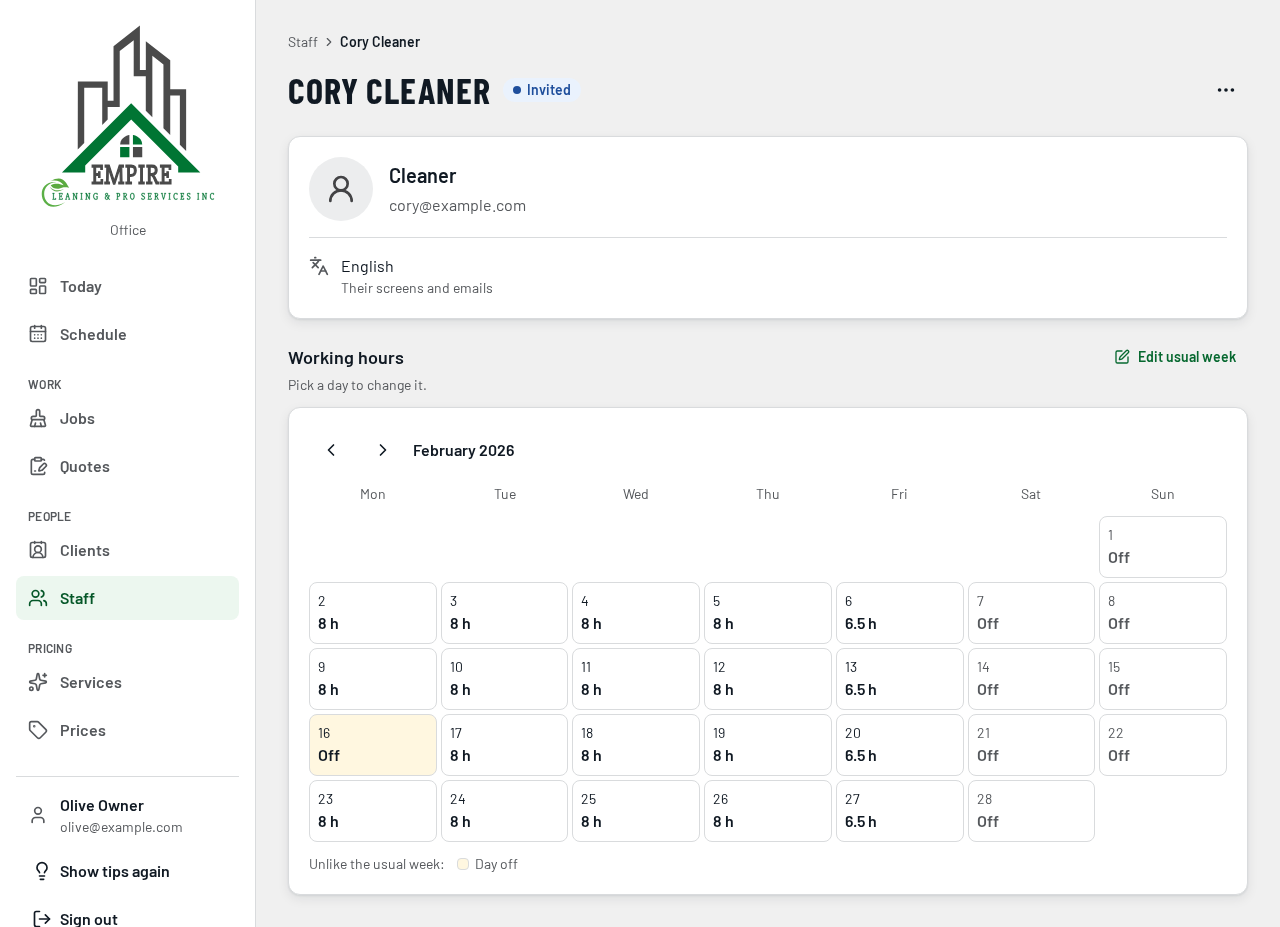 EMPIRE
CLEANING & PRO SERVICES INC
Office
Today
Schedule
WORK
Jobs
Quotes
PEOPLE
Clients
Staff
PRICING
Services
Prices
Olive Owner
olive@example.com
Show tips again
Sign out
Staff > Cory Cleaner
CORY CLEANER
Invited
Cleaner
cory@example.com
English
Their screens and emails
Working hours
Edit usual week
Pick a day to change it.
February 2026
Mon Tue Wed Thu Fri Sat Sun
1
Off
2 3 4 5 6 7 8
8 h 8 h 8 h 8 h 6.5 h Off Off
9 10 11 12 13 14 15
8 h 8 h 8 h 8 h 6.5 h Off Off
16 17 18 19 20 21 22
Off 8 h 8 h 8 h 6.5 h Off Off
23 24 25 26 27 28
8 h 8 h 8 h 8 h 6.5 h Off
Unlike the usual week: Day off